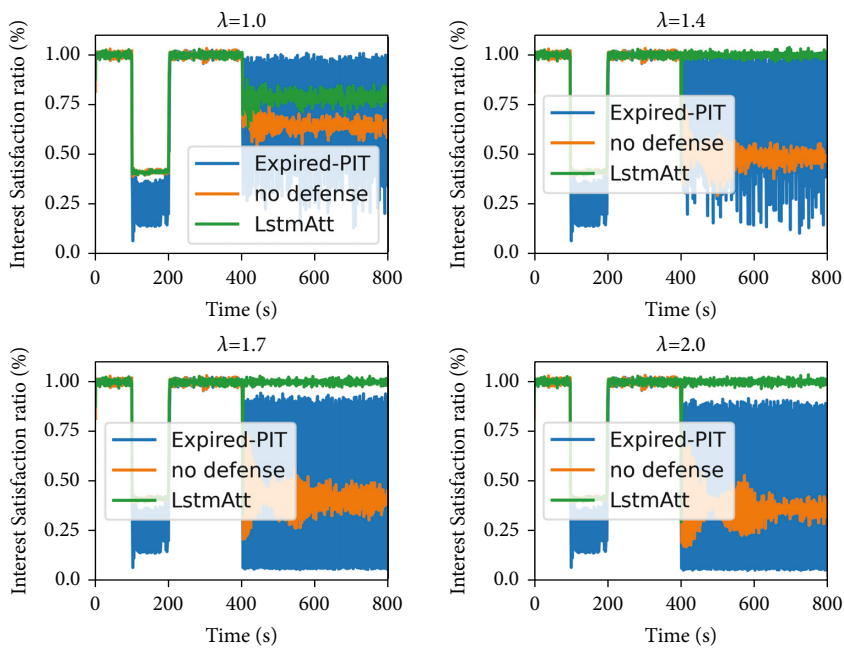 λ=1.0
Interest Satisfaction ratio (%)
1.00
0.75
0.50
0.25
0.0
Expired-PIT
no defense
LstmAtt
0 200 400 600 800
Time (s)
λ=1.4
Interest Satisfaction ratio (%)
1.00
0.75
0.50
0.25
0.0
Expired-PIT
no defense
LstmAtt
0 200 400 600 800
Time (s)
λ=1.7
Interest Satisfaction ratio (%)
1.00
0.75
0.50
0.25
0.0
Expired-PIT
no defense
LstmAtt
0 200 400 600 800
Time (s)
λ=2.0
Interest Satisfaction ratio (%)
1.00
0.75
0.50
0.25
0.0
Expired-PIT
no defense
LstmAtt
0 200 400 600 800
Time (s)